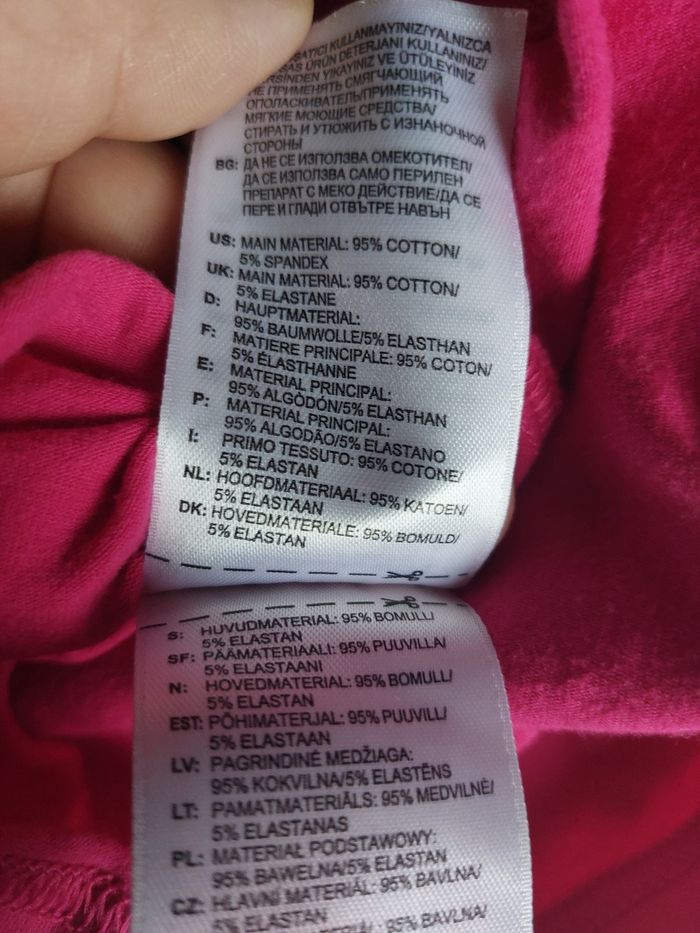 SATICI KULLANMAYINIZ/YALNIZCA
ÜRÜN DETERJANI KULLANINIZ/
YIKAYINIZ VE ÜTÜLEYİNİZ
НЕ ПРИМЕНЯТЬ СМЯГЧАЮЩИЙ
ОПОЛАСКИВАТЕЛЬ/ПРИМЕНЯТЬ
МЯГКИЕ МОЮЩИЕ СРЕДСТВА/
СТИРАТЬ И УТЮЖИТЬ С ИЗНАНОЧНОЙ
СТОРОНЫ
BG: ДА НЕ СЕ ИЗПОЛЗВА ОМЕКОТИТЕЛ/
ДА СЕ ИЗПОЛЗВА САМО ПЕРИЛЕН
ПРЕПАРАТ С МЕКО ДЕЙСТВИЕ/ДА СЕ
ПЕРЕ И ГЛАДИ ОТВЪТРЕ НАВЪН
US: MAIN MATERIAL: 95% COTTON/
5% SPANDEX
UK: MAIN MATERIAL: 95% COTTON/
5% ELASTANE
D: HAUPTMATERIAL:
95% BAUMWOLLE/5% ELASTHAN
F: MATIERE PRINCIPALE: 95% COTON/
5% ÉLASTHANNE
E: MATERIAL PRINCIPAL:
95% ALGÒDÓN/5% ELASTHAN
P: MATERIAL PRINCIPAL:
95% ALGODÃO/5% ELASTANO
I: PRIMO TESSUTO: 95% COTONE/
5% ELASTAN
NL: HOOFDMATERIAAL: 95% KATOEN/
5% ELASTAAN
DK: HOVEDMATERIALE: 95% BOMULD/
5% ELASTAN
S: HUVUDMATERIAL: 95% BOMULL/
5% ELASTAN
SF: PÄÄMATERIAALI: 95% PUUVILLA/
5% ELASTAANI
N: HOVEDMATERIAL: 95% BOMULL/
5% ELASTAN
EST: PÕHIMATERJAL: 95% PUUVILL/
5% ELASTAAN
LV: PAGRINDINĖ MEDŽIAGA:
95% KOKVILNA/5% ELASTĒNS
LT: PAMATMATERIĀLS: 95% MEDVILNĖ/
5% ELASTANAS
PL: MATERIAŁ PODSTAWOWY:
95% BAWEŁNA/5% ELASTAN
CZ: HLAVNÍ MATERIÁL: 95% BAVLNA/
5% ELASTAN
95% BAVLNA/